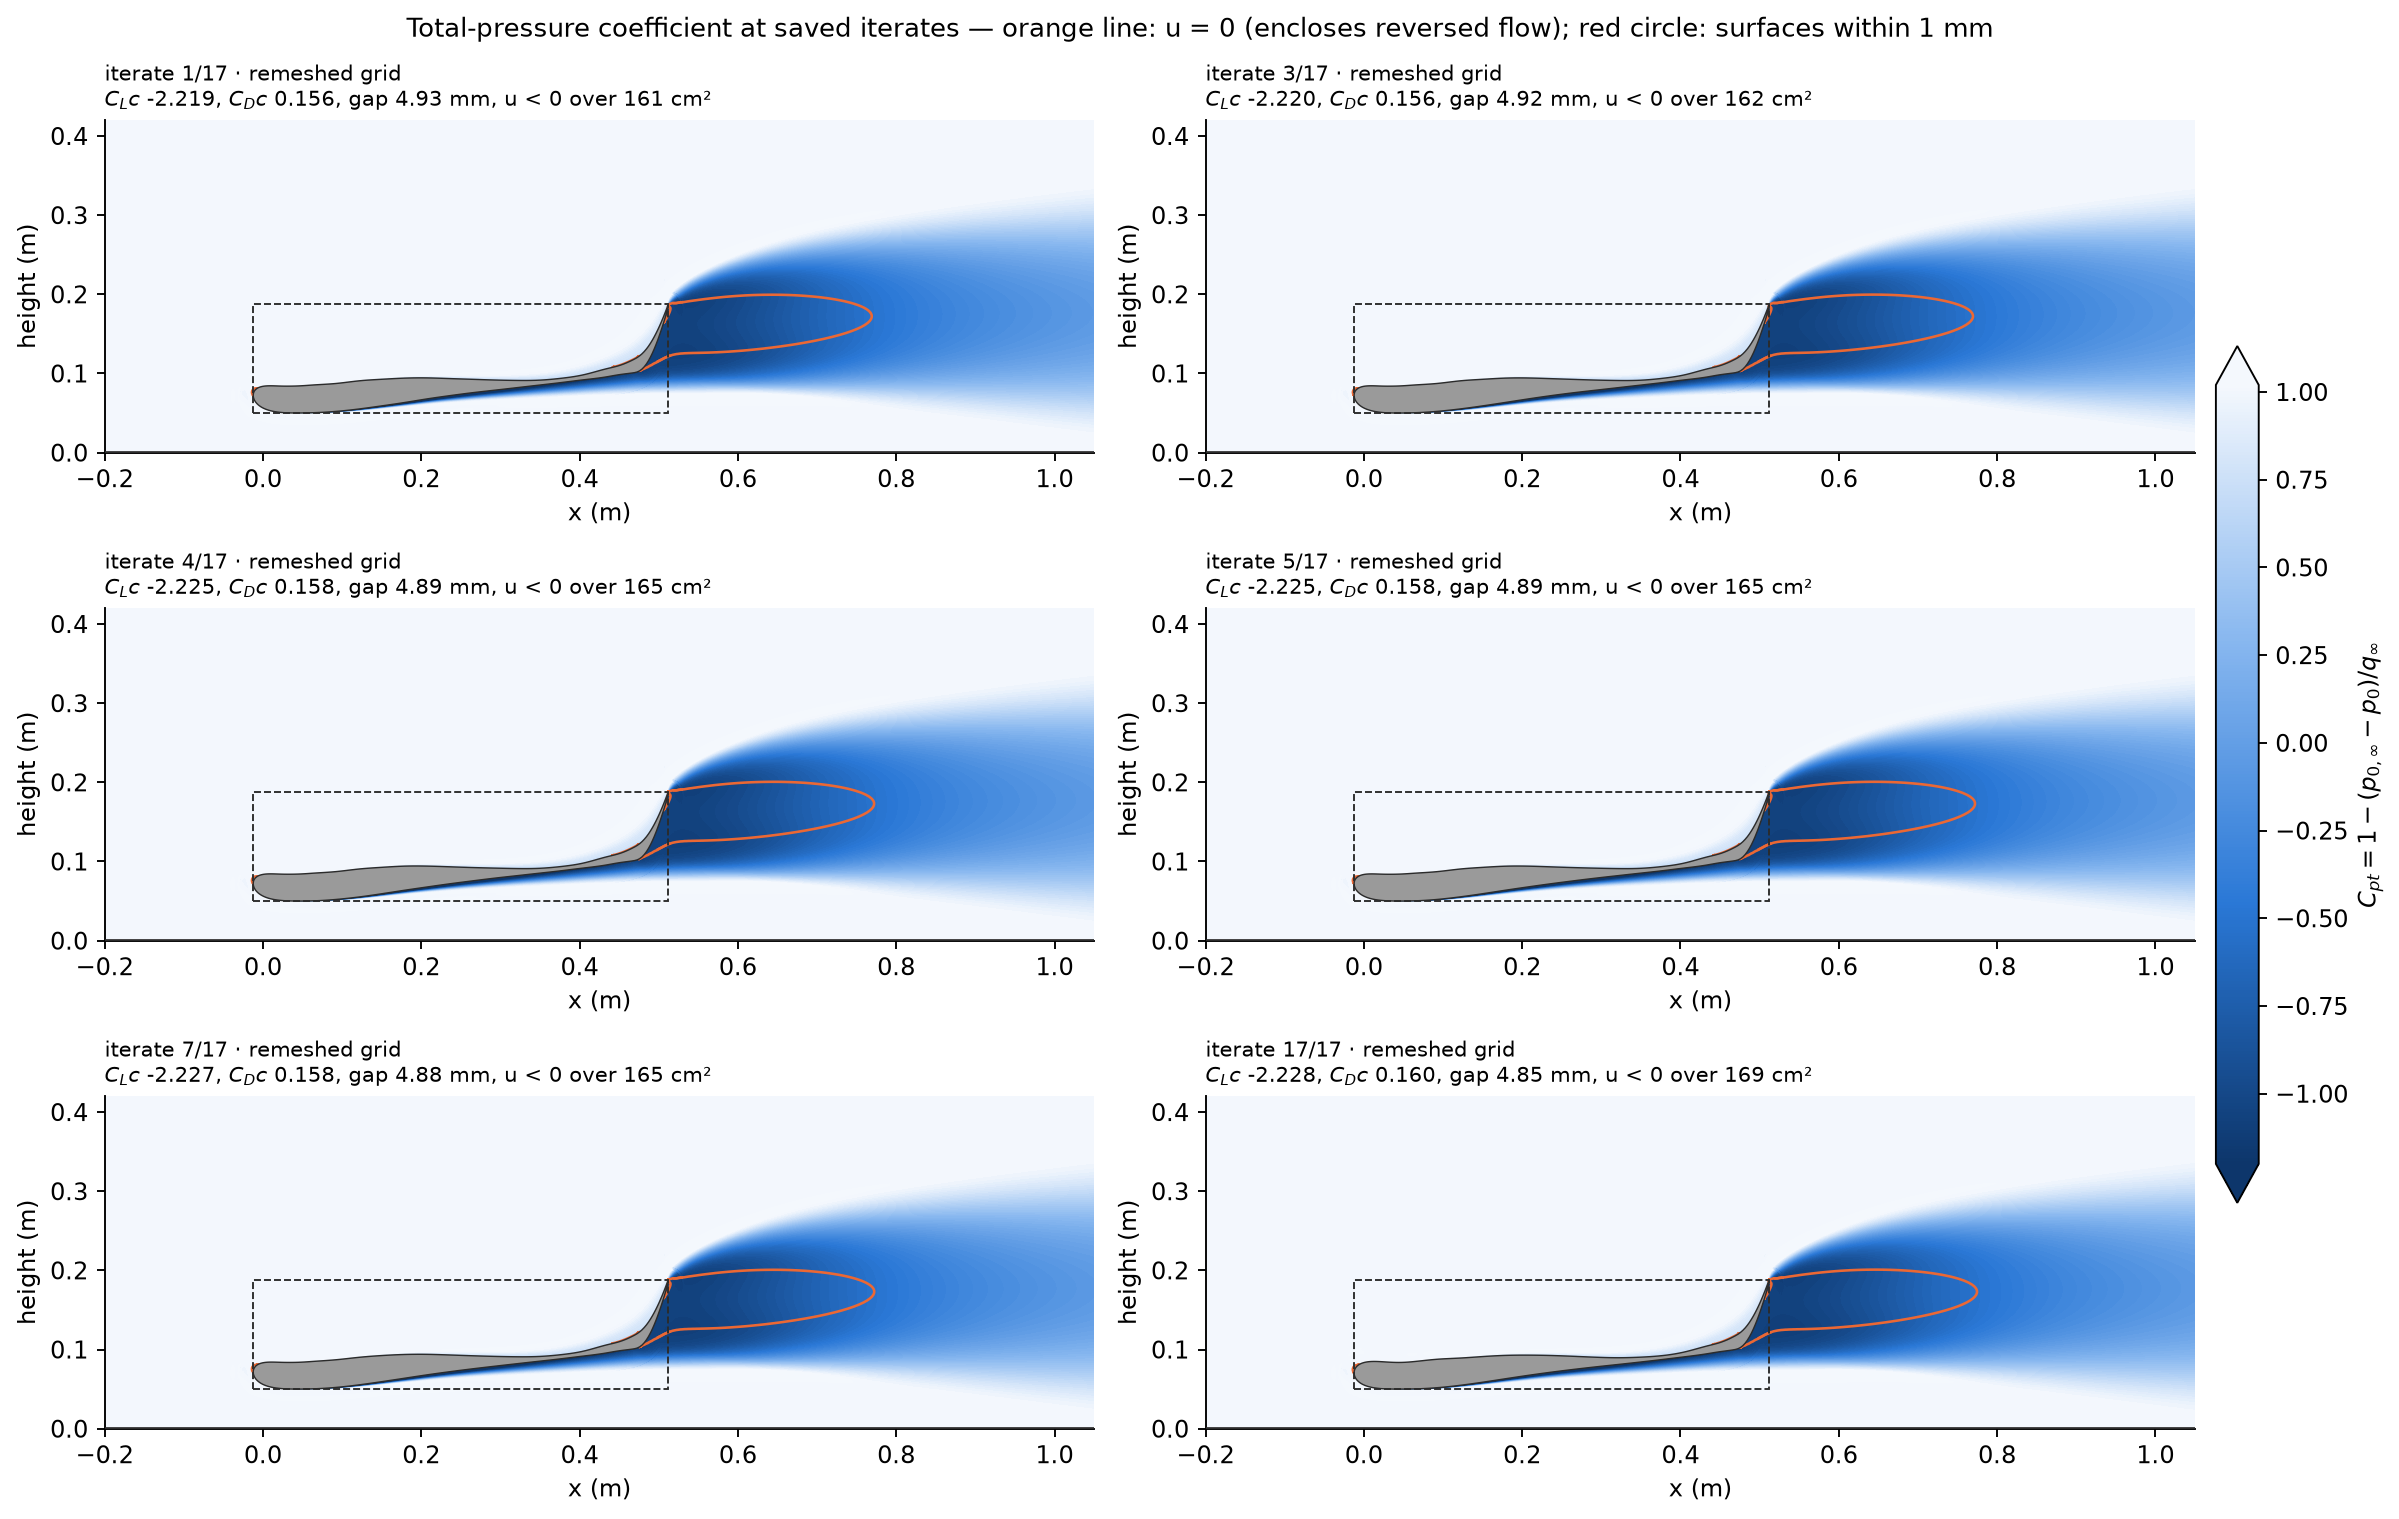 Total-pressure coefficient at saved iterates — orange line: u = 0 (encloses reversed flow); red circle: surfaces within 1 mm
iterate 1/17 · remeshed grid
C_Lc -2.219, C_Dc 0.156, gap 4.93 mm, u < 0 over 161 cm²
0.4
0.3
0.2
0.1
0.0
height (m)
−0.2 0.0 0.2 0.4 0.6 0.8 1.0
x (m)
iterate 3/17 · remeshed grid
C_Lc -2.220, C_Dc 0.156, gap 4.92 mm, u < 0 over 162 cm²
0.4
0.3
0.2
0.1
0.0
height (m)
−0.2 0.0 0.2 0.4 0.6 0.8 1.0
x (m)
iterate 4/17 · remeshed grid
C_Lc -2.225, C_Dc 0.158, gap 4.89 mm, u < 0 over 165 cm²
0.4
0.3
0.2
0.1
0.0
height (m)
−0.2 0.0 0.2 0.4 0.6 0.8 1.0
x (m)
iterate 5/17 · remeshed grid
C_Lc -2.225, C_Dc 0.158, gap 4.89 mm, u < 0 over 165 cm²
0.4
0.3
0.2
0.1
0.0
height (m)
−0.2 0.0 0.2 0.4 0.6 0.8 1.0
x (m)
iterate 7/17 · remeshed grid
C_Lc -2.227, C_Dc 0.158, gap 4.88 mm, u < 0 over 165 cm²
0.4
0.3
0.2
0.1
0.0
height (m)
−0.2 0.0 0.2 0.4 0.6 0.8 1.0
x (m)
iterate 17/17 · remeshed grid
C_Lc -2.228, C_Dc 0.160, gap 4.85 mm, u < 0 over 169 cm²
0.4
0.3
0.2
0.1
0.0
height (m)
−0.2 0.0 0.2 0.4 0.6 0.8 1.0
x (m)
1.00
0.75
0.50
0.25
0.00
−0.25
−0.50
−0.75
−1.00
C_pt = 1 − (p_0,∞ − p_0)/q_∞